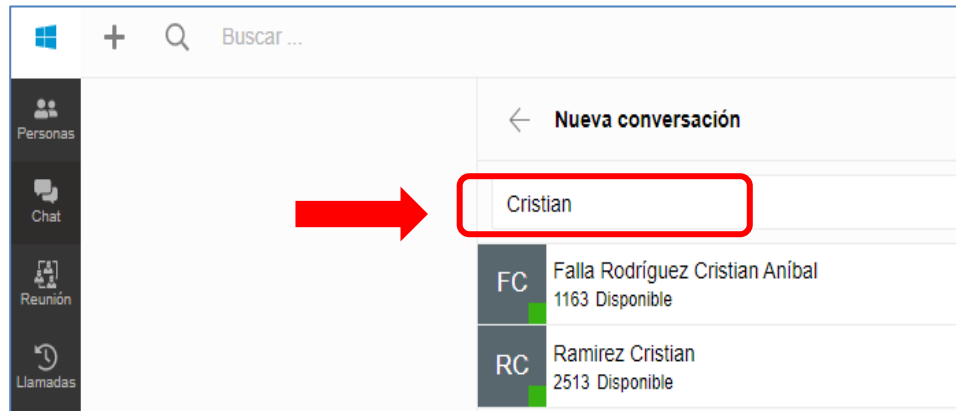 Buscar ...
Personas
Chat
Reunión
Llamadas
Nueva conversación
Cristian
FC
Falla Rodríguez Cristian Aníbal
1163 Disponible
RC
Ramirez Cristian
2513 Disponible